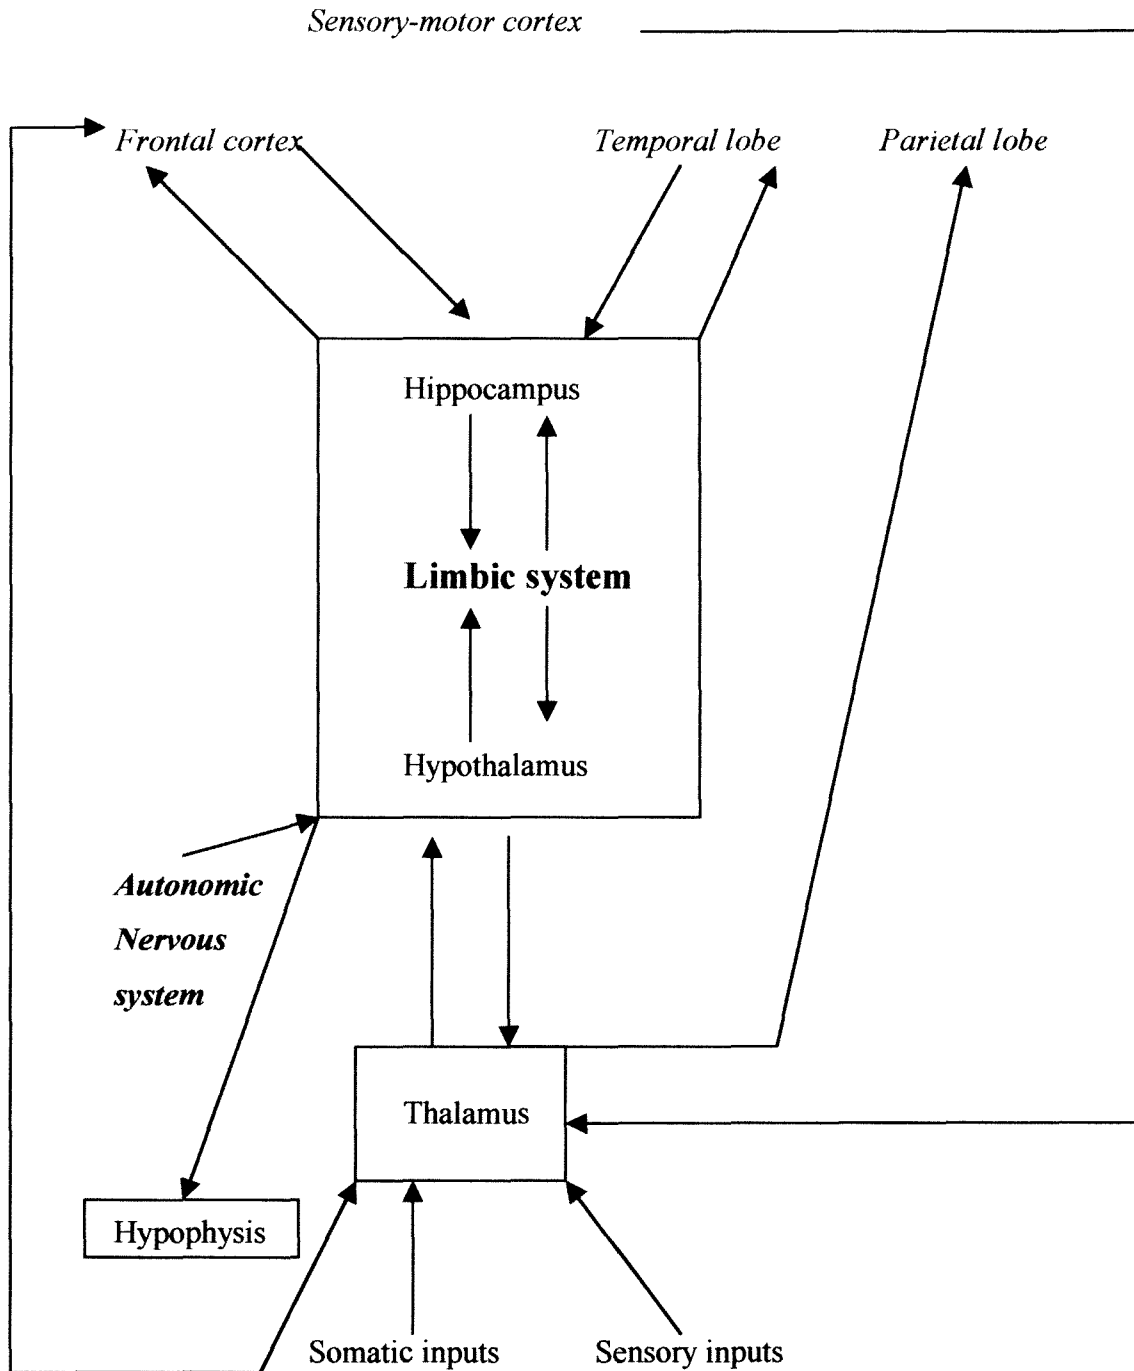 Sensory-motor cortex
Frontal cortex
Temporal lobe
Parietal lobe
Hippocampus
Limbic system
Hypothalamus
Autonomic
Nervous
system
Thalamus
Hypophysis
Somatic inputs
Sensory inputs